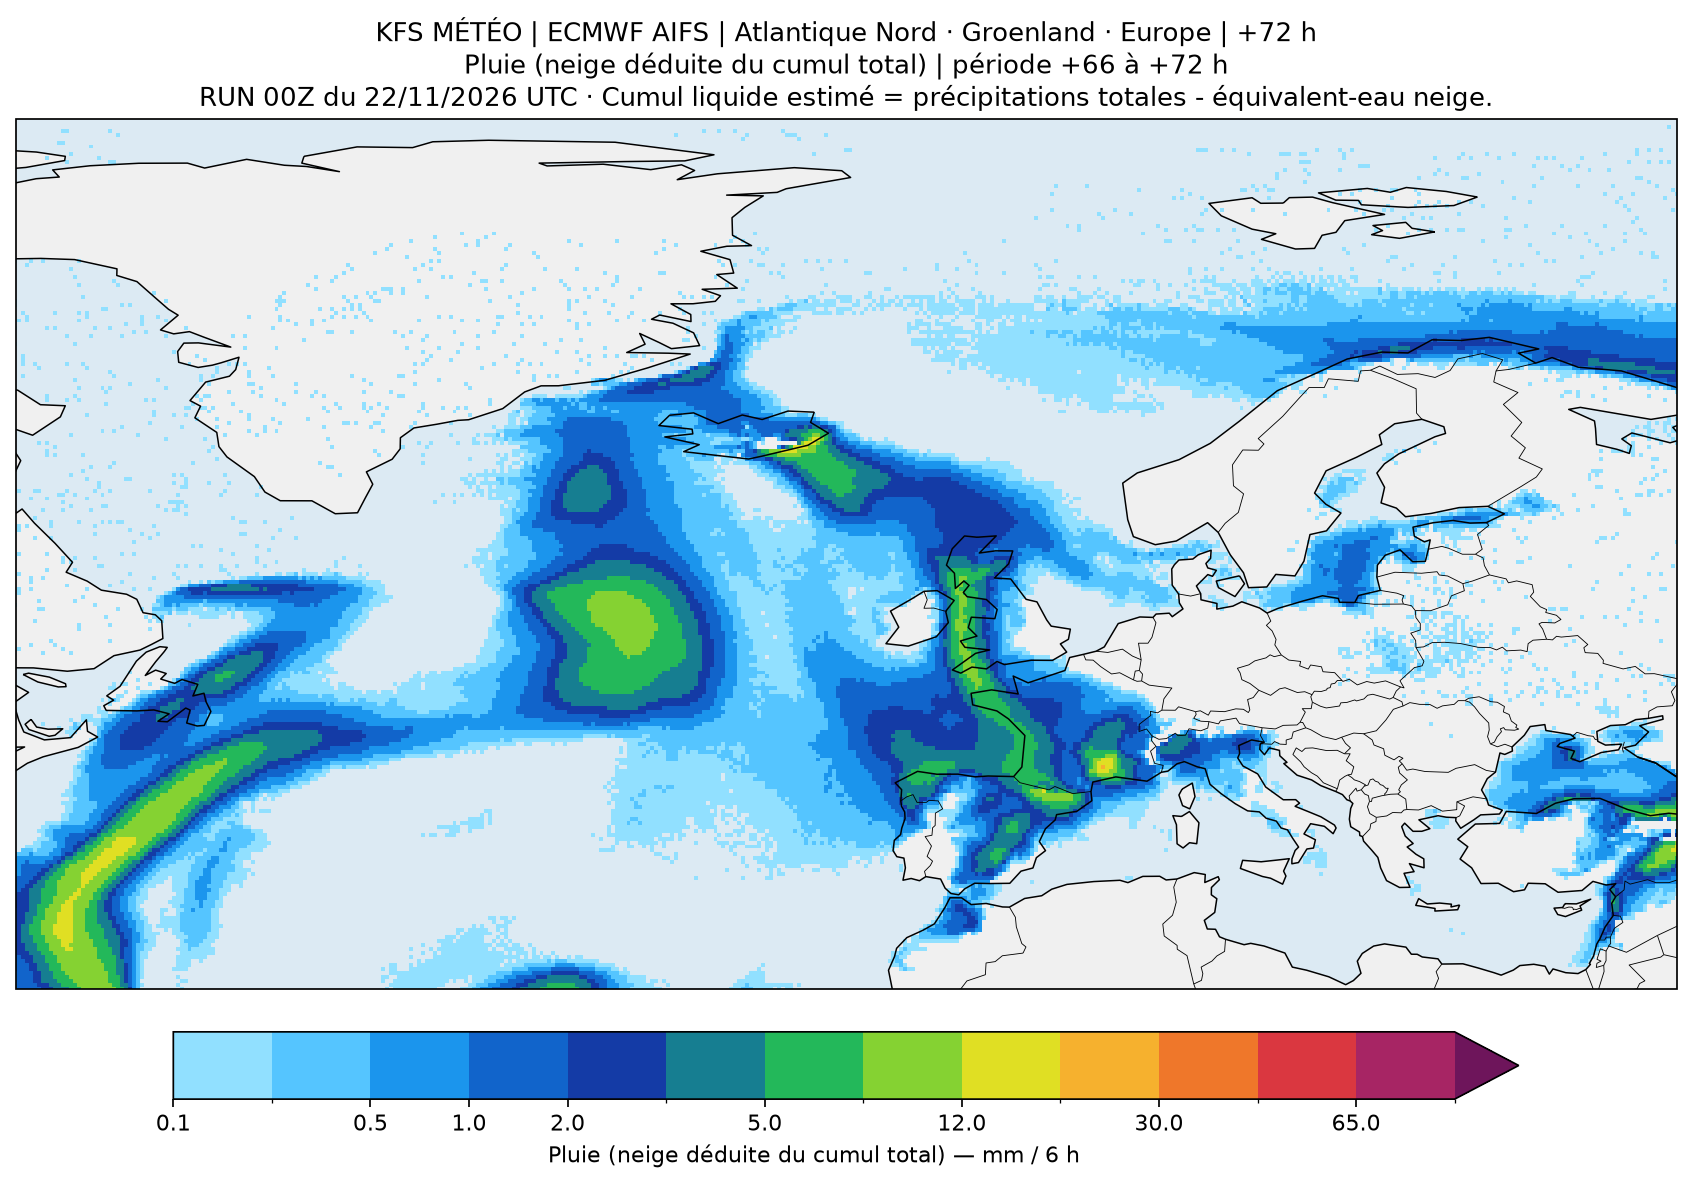 KFS MÉTÉO | ECMWF AIFS | Atlantique Nord · Groenland · Europe | +72 h
Pluie (neige déduite du cumul total) | période +66 à +72 h
RUN 00Z du 22/11/2026 UTC · Cumul liquide estimé = précipitations totales - équivalent-eau neige.
0.1 0.5 1.0 2.0 5.0 12.0 30.0 65.0
Pluie (neige déduite du cumul total) — mm / 6 h